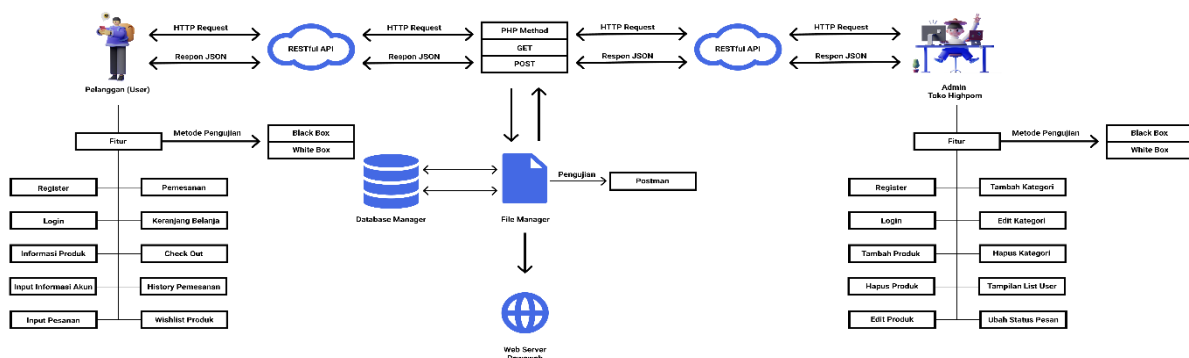 HTTP Request
HTTP Request
PHP Method
HTTP Request
HTTP Request
RESTful API
GET
RESTful API
Respon JSON
Respon JSON
POST
Respon JSON
Respon JSON
Pelanggan (User)
Admin
Toko Highpom
Fitur
Metode Pengujian
Black Box
White Box
Fitur
Metode Pengujian
Black Box
White Box
Database Manager
File Manager
Pengujian
Postman
Register
Pemesanan
Login
Keranjang Belanja
Informasi Produk
Check Out
Input Informasi Akun
History Pemesanan
Input Pesanan
Wishlist Produk
Register
Tambah Kategori
Login
Edit Kategori
Tambah Produk
Hapus Kategori
Hapus Produk
Tampilan List User
Edit Produk
Ubah Status Pesan
Web Server